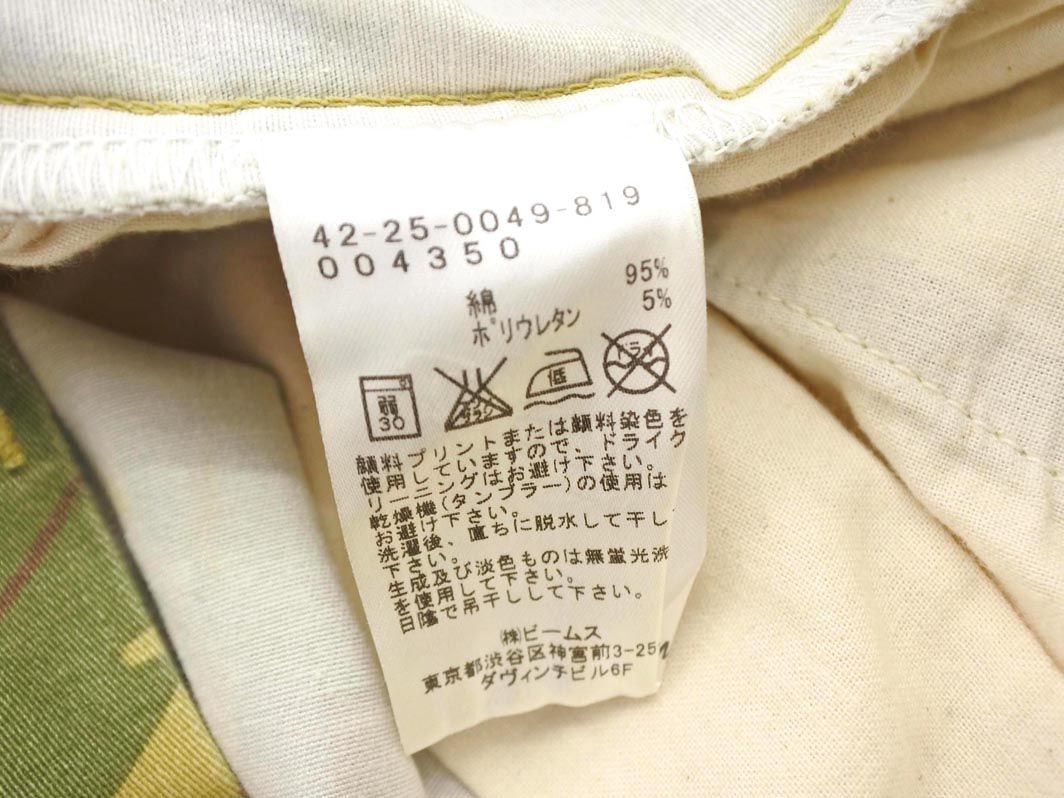 42-25-0049-819
004350
綿 95%
ポリウレタン 5%
弱 30
エンソ サラシ
低
ドライ
顔料プリントまたは顔料染色を
使用していますので、ドライク
リーニングはお避け下さい。
乾燥機(タンブラー)の使用は
お避け下さい。
洗濯後、直ちに脱水して干し
下さい。
生成及び淡色ものは無蛍光洗
を使用して下さい。
日陰で吊干しして下さい。
㈱ビームス
東京都渋谷区神宮前3-25
ダヴィンチビル6F